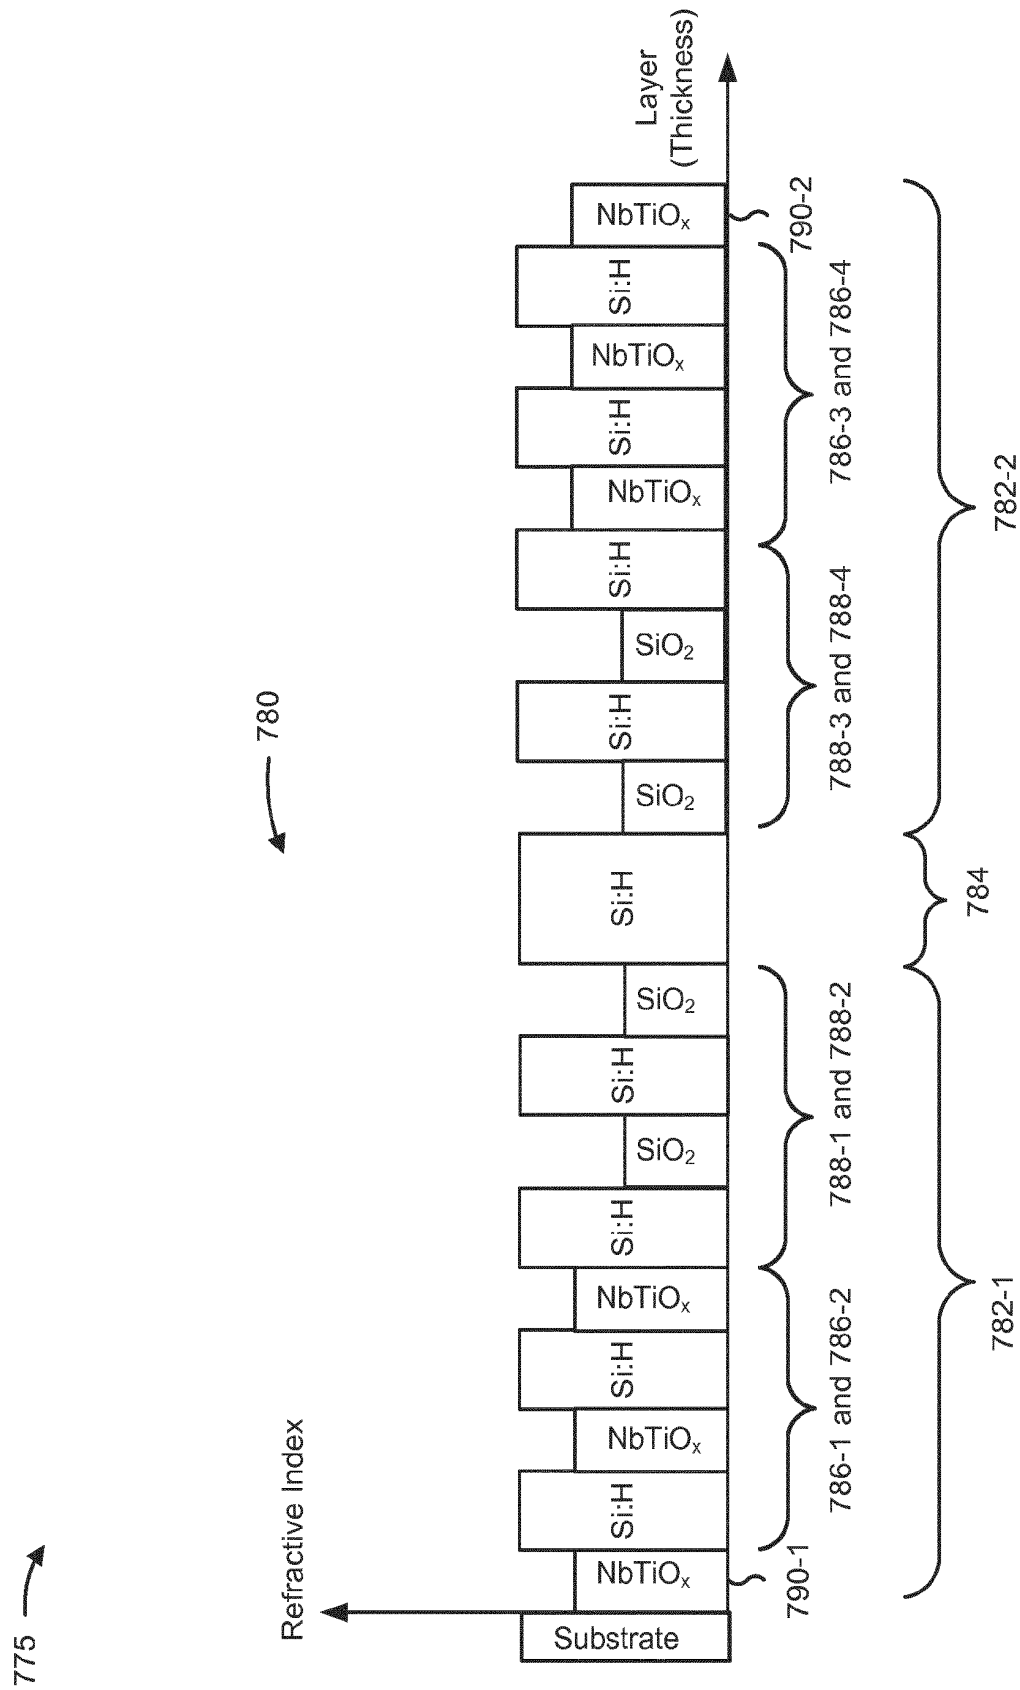 775
780
Refractive Index
Layer
(Thickness)
Substrate
NbTiOₓ
Si:H
NbTiOₓ
Si:H
NbTiOₓ
Si:H
SiO₂
Si:H
SiO₂
Si:H
SiO₂
Si:H
SiO₂
Si:H
NbTiOₓ
Si:H
NbTiOₓ
Si:H
NbTiOₓ
790-1
786-1 and 786-2
788-1 and 788-2
788-3 and 788-4
786-3 and 786-4
790-2
782-1
784
782-2